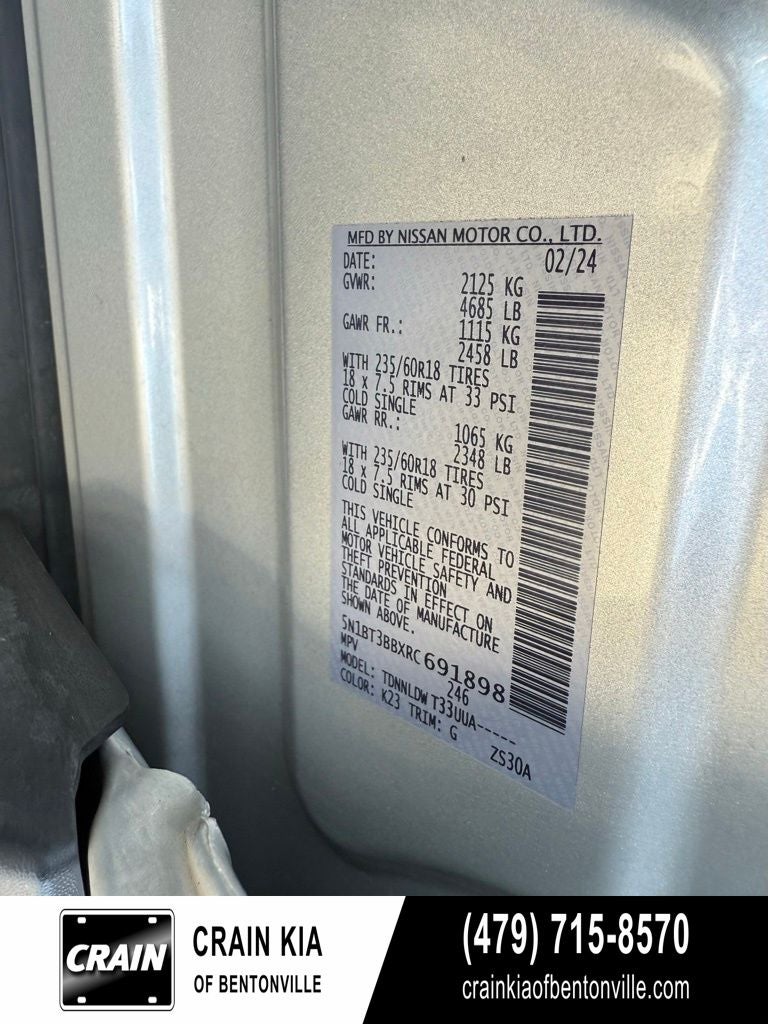 MFD BY NISSAN MOTOR CO., LTD.
DATE: 02/24
GVWR: 2125 KG
4685 LB
GAWR FR.: 1115 KG
2458 LB
WITH 235/60R18 TIRES
18 x 7.5 RIMS AT 33 PSI
COLD SINGLE
GAWR RR.: 1065 KG
2348 LB
WITH 235/60R18 TIRES
18 x 7.5 RIMS AT 30 PSI
COLD SINGLE
THIS VEHICLE CONFORMS TO
ALL APPLICABLE FEDERAL
MOTOR VEHICLE SAFETY AND
THEFT PREVENTION
STANDARDS IN EFFECT ON
THE DATE OF MANUFACTURE
SHOWN ABOVE.
5N1BT3BBXRC691898
MPV 246
MODEL: TDNNLDWT33UUA-----
COLOR: K23 TRIM: G ZS30A
CRAIN
CRAIN KIA
OF BENTONVILLE
(479) 715-8570
crainkiaofbentonville.com